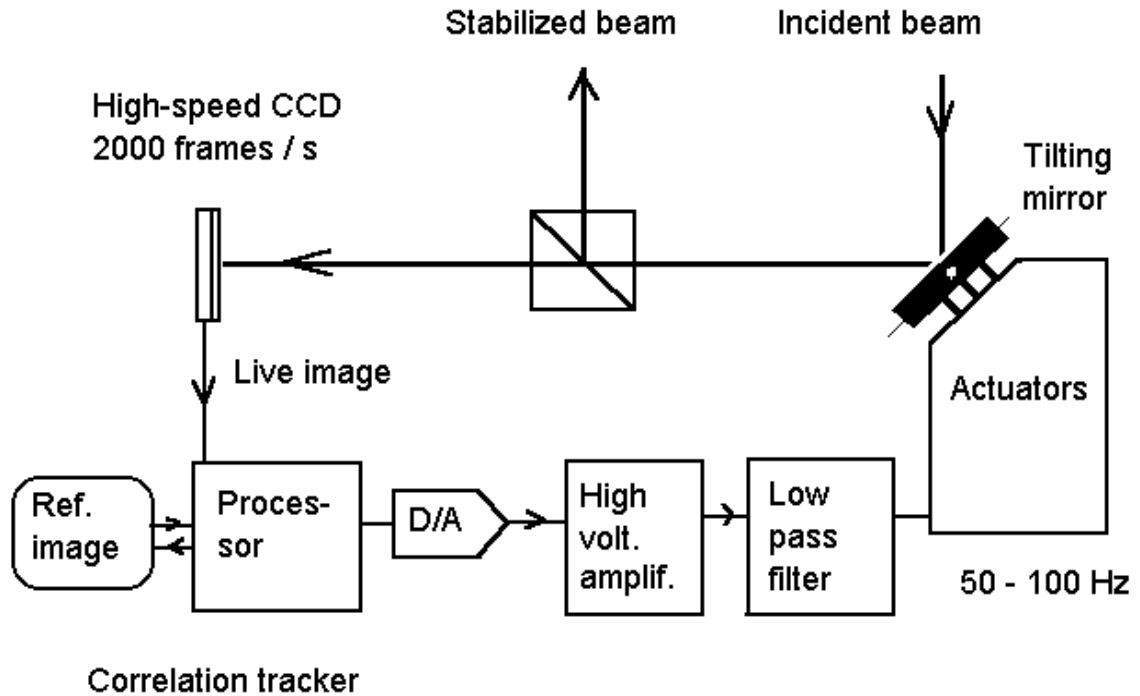 Stabilized beam
Incident beam
High-speed CCD
2000 frames / s
Tilting
mirror
Live image
Actuators
Ref.
image
Proces-
sor
D/A
High
volt.
amplif.
Low
pass
filter
50 - 100 Hz
Correlation tracker